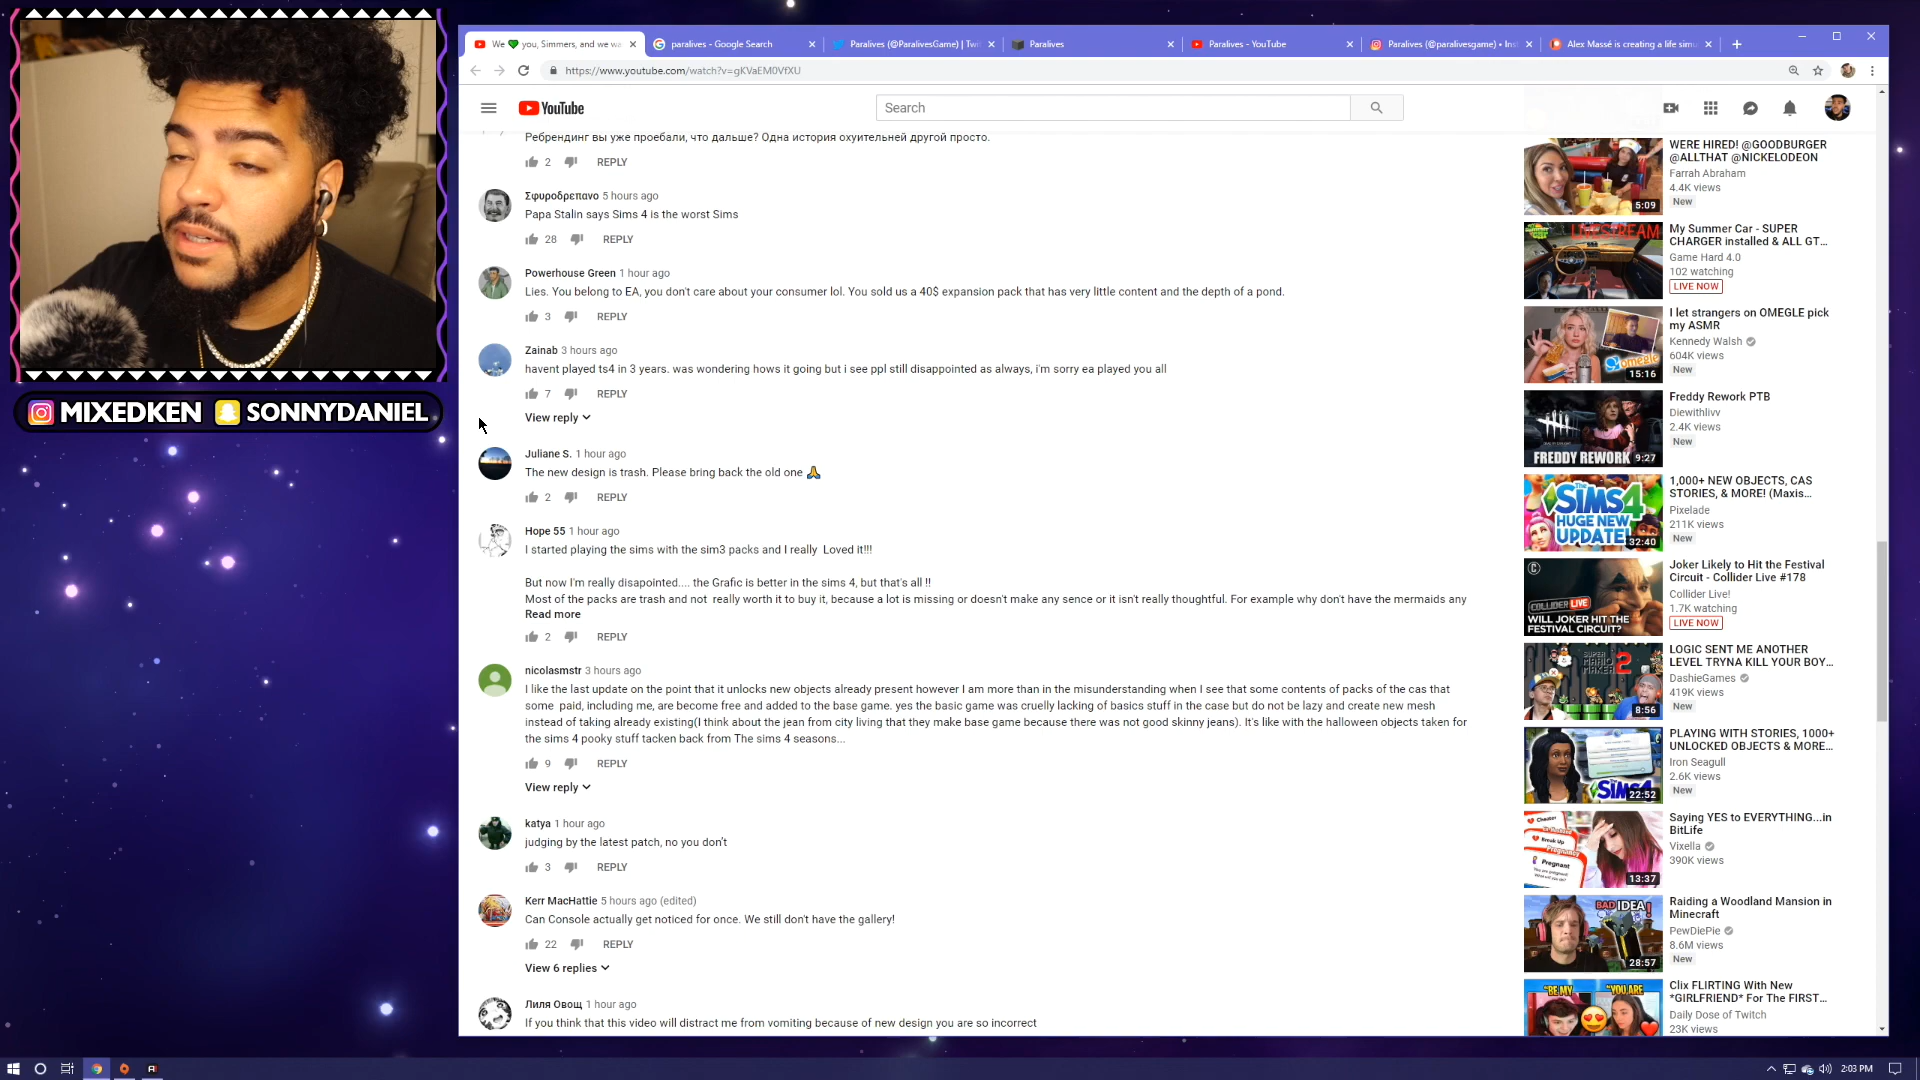 We 💚 you, Simmers, and we wa
paralives - Google Search
Paralives (@ParalivesGame) | Twi
Paralives
Paralives - YouTube
Paralives (@paralivesgame) • Ins
Alex Massé is creating a life simu
https://www.youtube.com/watch?v=gKVaEM0VfXU
YouTube
Search
Ребрендинг вы уже проебали, что дальше? Одна история охуительней другой просто.
2 REPLY
Σφυροδρεπανο 5 hours ago
Papa Stalin says Sims 4 is the worst Sims
28 REPLY
Powerhouse Green 1 hour ago
Lies. You belong to EA, you don't care about your consumer lol. You sold us a 40$ expansion pack that has very little content and the depth of a pond.
3 REPLY
Zainab 3 hours ago
havent played ts4 in 3 years. was wondering hows it going but i see ppl still disappointed as always, i'm sorry ea played you all
7 REPLY
View reply
Juliane S. 1 hour ago
The new design is trash. Please bring back the old one 🙏
2 REPLY
Hope 55 1 hour ago
I started playing the sims with the sim3 packs and I really Loved it!!!
But now I'm really disapointed.... the Grafic is better in the sims 4, but that's all !!
Most of the packs are trash and not really worth it to buy it, because a lot is missing or doesn't make any sence or it isn't really thoughtful. For example why don't have the mermaids any
Read more
2 REPLY
nicolasmstr 3 hours ago
I like the last update on the point that it unlocks new objects already present however I am more than in the misunderstanding when I see that some contents of packs of the cas that
some paid, including me, are become free and added to the base game. yes the basic game was cruelly lacking of basics stuff in the case but do not be lazy and create new mesh
instead of taking already existing(I think about the jean from city living that they make base game because there was not good skinny jeans). It's like with the halloween objects taken for
the sims 4 pooky stuff tacken back from The sims 4 seasons...
9 REPLY
View reply
katya 1 hour ago
judging by the latest patch, no you don't
3 REPLY
Kerr MacHattie 5 hours ago (edited)
Can Console actually get noticed for once. We still don't have the gallery!
22 REPLY
View 6 replies
Лиля Овощ 1 hour ago
If you think that this video will distract me from vomiting because of new design you are so incorrect
5:09
WERE HIRED! @GOODBURGER
@ALLTHAT @NICKELODEON
Farrah Abraham
4.4K views
New
LIVESTREAM
My Summer Car - SUPER
CHARGER installed & ALL GT...
Game Hard 4.0
102 watching
LIVE NOW
omegle
15:16
I let strangers on OMEGLE pick
my ASMR
Kennedy Walsh
604K views
New
FREDDY REWORK
9:27
Freddy Rework PTB
Diewithlivv
2.4K views
New
The SIMS 4
HUGE NEW
UPDATE!
32:40
1,000+ NEW OBJECTS, CAS
STORIES, & MORE! (Maxis...
Pixelade
211K views
New
COLLIDER LIVE
WILL JOKER HIT THE
FESTIVAL CIRCUIT?
Joker Likely to Hit the Festival
Circuit - Collider Live #178
Collider Live!
1.7K watching
LIVE NOW
SUPER
MARIO
MAKER 2
8:56
LOGIC SENT ME ANOTHER
LEVEL TRYNA KILL YOUR BOY...
DashieGames
419K views
New
SIMS4
22:52
PLAYING WITH STORIES, 1000+
UNLOCKED OBJECTS & MORE...
Iron Seagull
2.6K views
New
Break Up
Pregnant
13:37
Saying YES to EVERYTHING...in
BitLife
Vixella
390K views
BAD IDEA!
28:57
Raiding a Woodland Mansion in
Minecraft
PewDiePie
8.6M views
New
"BE MY
"YOU ARE
Clix FLIRTING With New
*GIRLFRIEND* For The FIRST...
Daily Dose of Twitch
23K views
MIXEDKEN SONNYDANIEL
2:03 PM